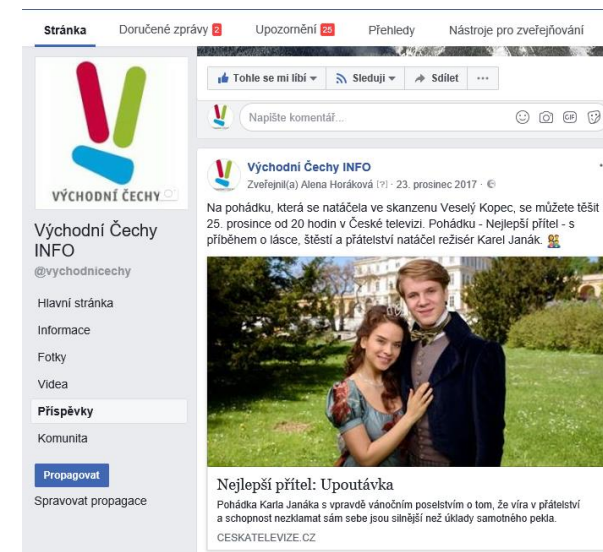 Stránka
Doručené zprávy 2
Upozornění 25
Přehledy
Nástroje pro zveřejňování
VÝCHODNÍ ČECHY
Východní Čechy
INFO
@vychodnicechy
Hlavní stránka
Informace
Fotky
Videa
Příspěvky
Komunita
Propagovat
Spravovat propagace
Tohle se mi líbí
Sleduji
Sdílet
...
Napište komentář...
GIF
Východní Čechy INFO
Zveřejnil(a) Alena Horáková [?] · 23. prosinec 2017 ·
Na pohádku, která se natáčela ve skanzenu Veselý Kopec, se můžete těšit
25. prosince od 20 hodin v České televizi. Pohádku - Nejlepší přítel - s
příběhem o lásce, štěstí a přátelství natáčel režisér Karel Janák.
Nejlepší přítel: Upoutávka
Pohádka Karla Janáka s vpravdě vánočním poselstvím o tom, že víra v přátelství
a schopnost nezklamat sám sebe jsou silnější než úklady samotného pekla.
CESKATELEVIZE.CZ